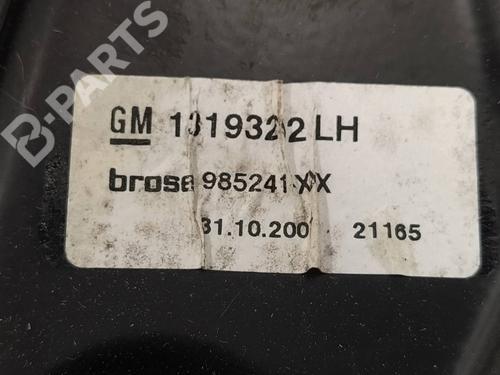 B-PARTS
GM 1319322 LH
brose 985241-XX
31.10.200 21165